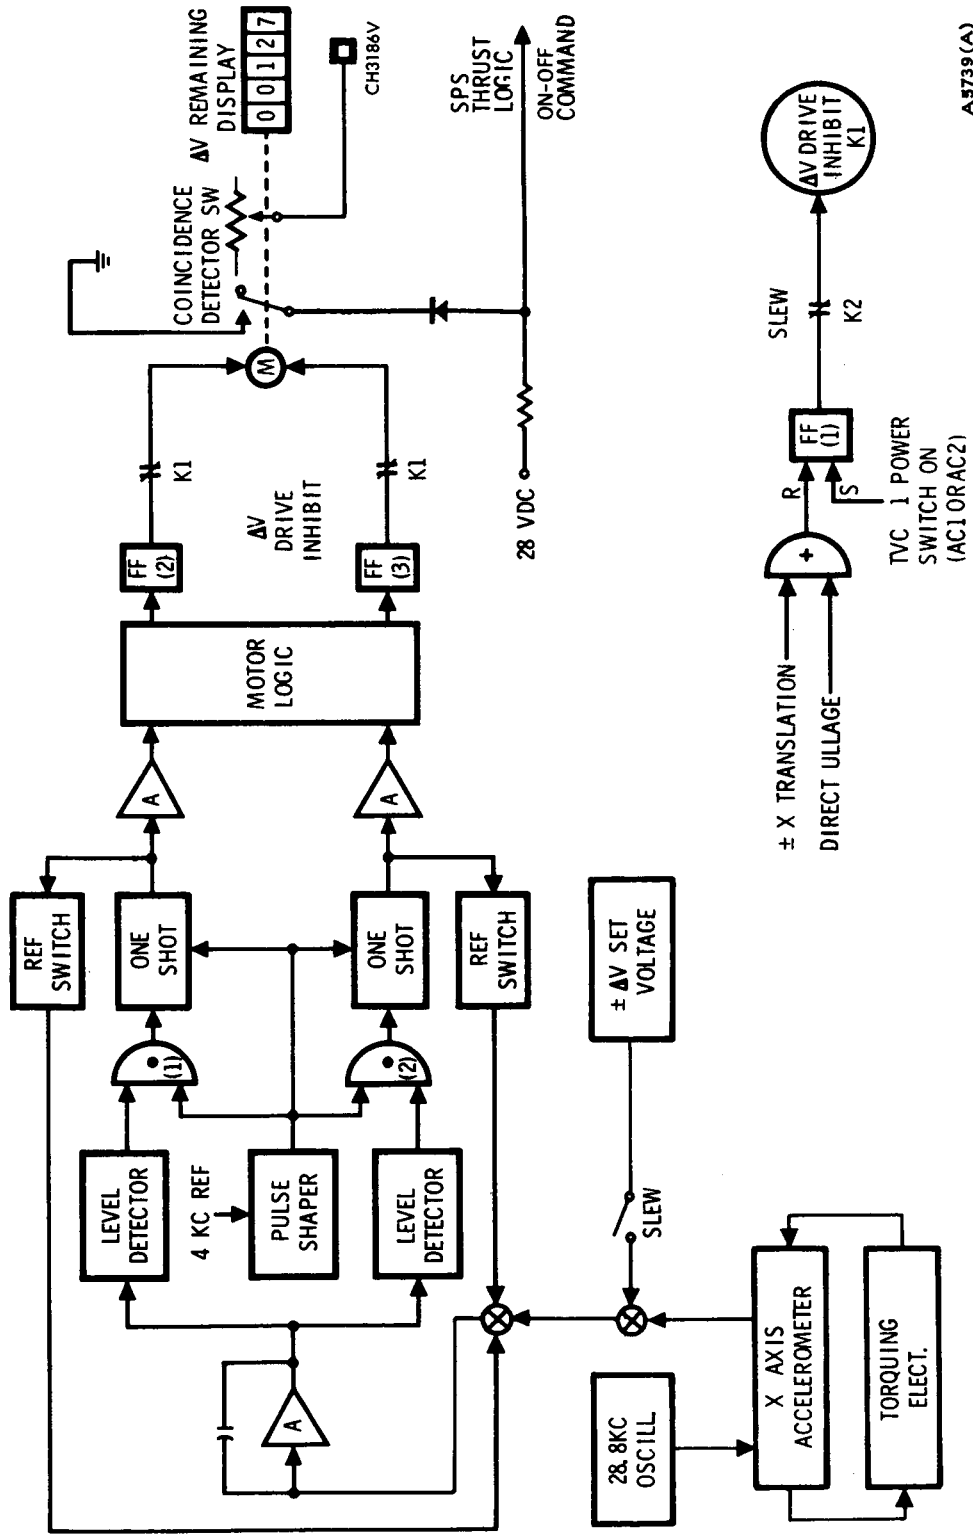 REF
SWITCH
ONE
SHOT
A
(1)
LEVEL
DETECTOR
4 KC REF
PULSE
SHAPER
A
LEVEL
DETECTOR
(2)
ONE
SHOT
A
REF
SWITCH
MOTOR
LOGIC
FF
(2)
FF
(3)
K1
ΔV
DRIVE
INHIBIT
K1
M
COINCIDENCE
DETECTOR SW
ΔV REMAINING
DISPLAY
0 0 1 2 7
CH3186V
SPS
THRUST
LOGIC
ON-OFF
COMMAND
28 VDC
28.8KC
OSCILL.
X AXIS
ACCELEROMETER
TORQUING
ELECT.
SLEW
± ΔV SET
VOLTAGE
± X TRANSLATION
DIRECT ULLAGE
+
R
S
FF
(1)
TVC 1 POWER
SWITCH ON
(AC1 OR AC2)
SLEW
K2
ΔV DRIVE
INHIBIT
K1
A5739(A)